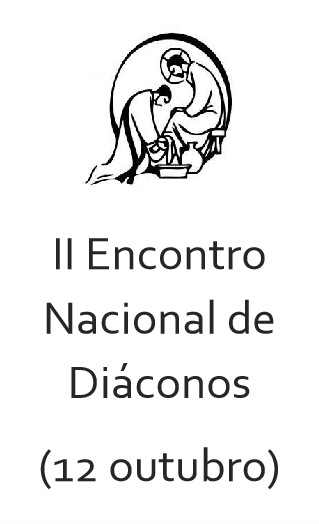 II Encontro
Nacional de
Diáconos
(12 outubro)